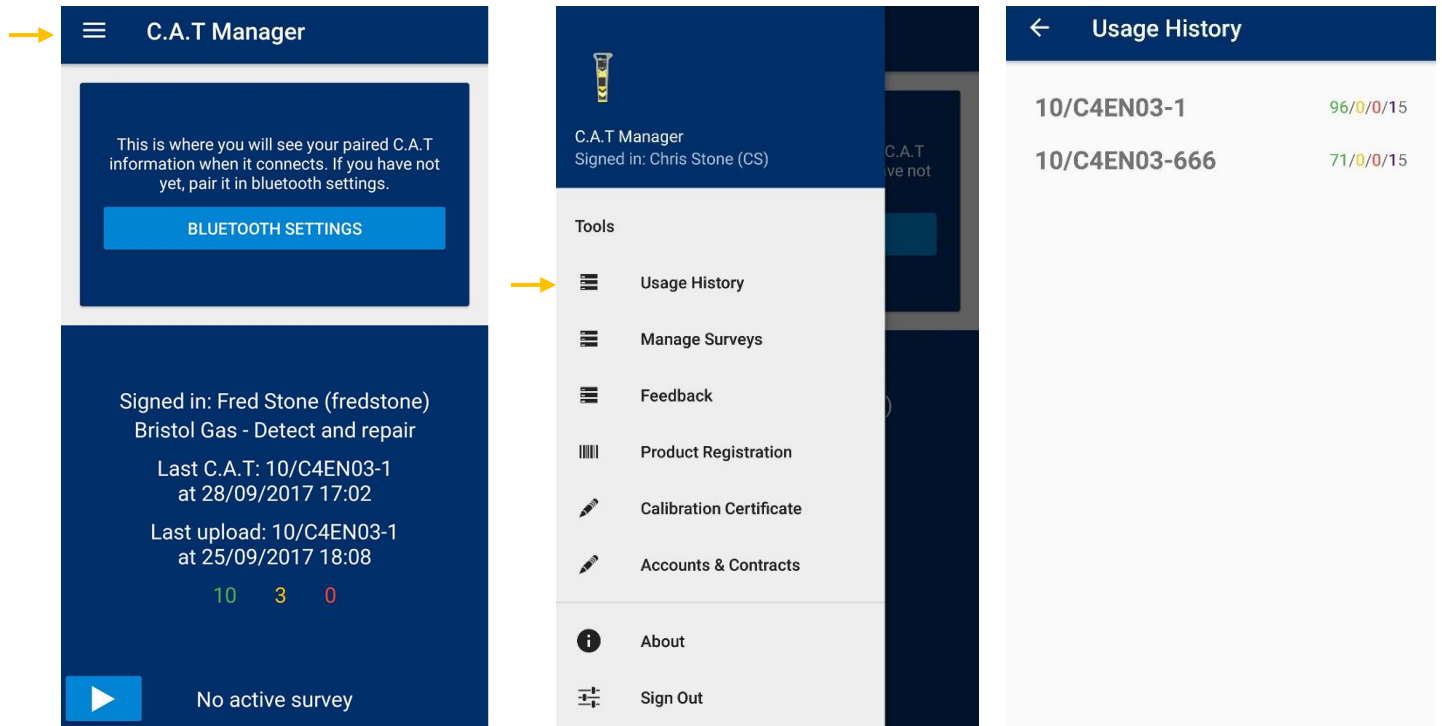 C.A.T Manager
This is where you will see your paired C.A.T
information when it connects. If you have not
yet, pair it in bluetooth settings.
BLUETOOTH SETTINGS
Signed in: Fred Stone (fredstone)
Bristol Gas - Detect and repair
Last C.A.T: 10/C4EN03-1
at 28/09/2017 17:02
Last upload: 10/C4EN03-1
at 25/09/2017 18:08
10 3 0
No active survey
C.A.T Manager
Signed in: Chris Stone (CS)
C.A.T
ve not
Tools
Usage History
Manage Surveys
Feedback
Product Registration
Calibration Certificate
Accounts & Contracts
About
Sign Out
)
Usage History
10/C4EN03-1 96/0/0/15
10/C4EN03-666 71/0/0/15